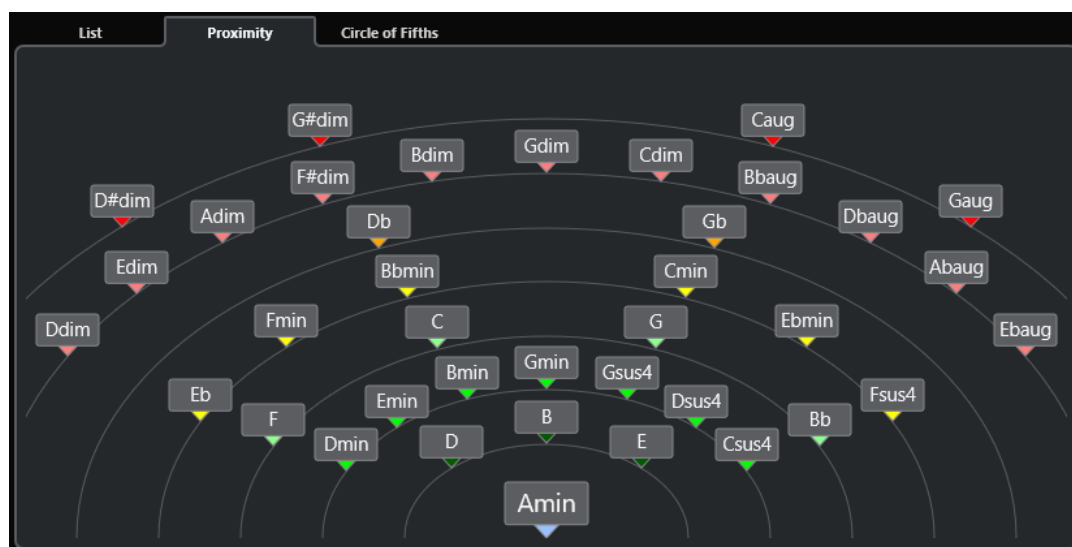 List Proximity Circle of Fifths
G#dim Caug
Bdim Gdim Cdim
F#dim Bbaug
D#dim Adim Gaug
Db Gb Dbaug
Edim Bbmin Cmin Abaug
Ddim Fmin C G Ebmin Ebaug
Bmin Gmin Gsus4
Eb Emin Dsus4 Fsus4
F B Bb
Dmin D E Csus4
Amin